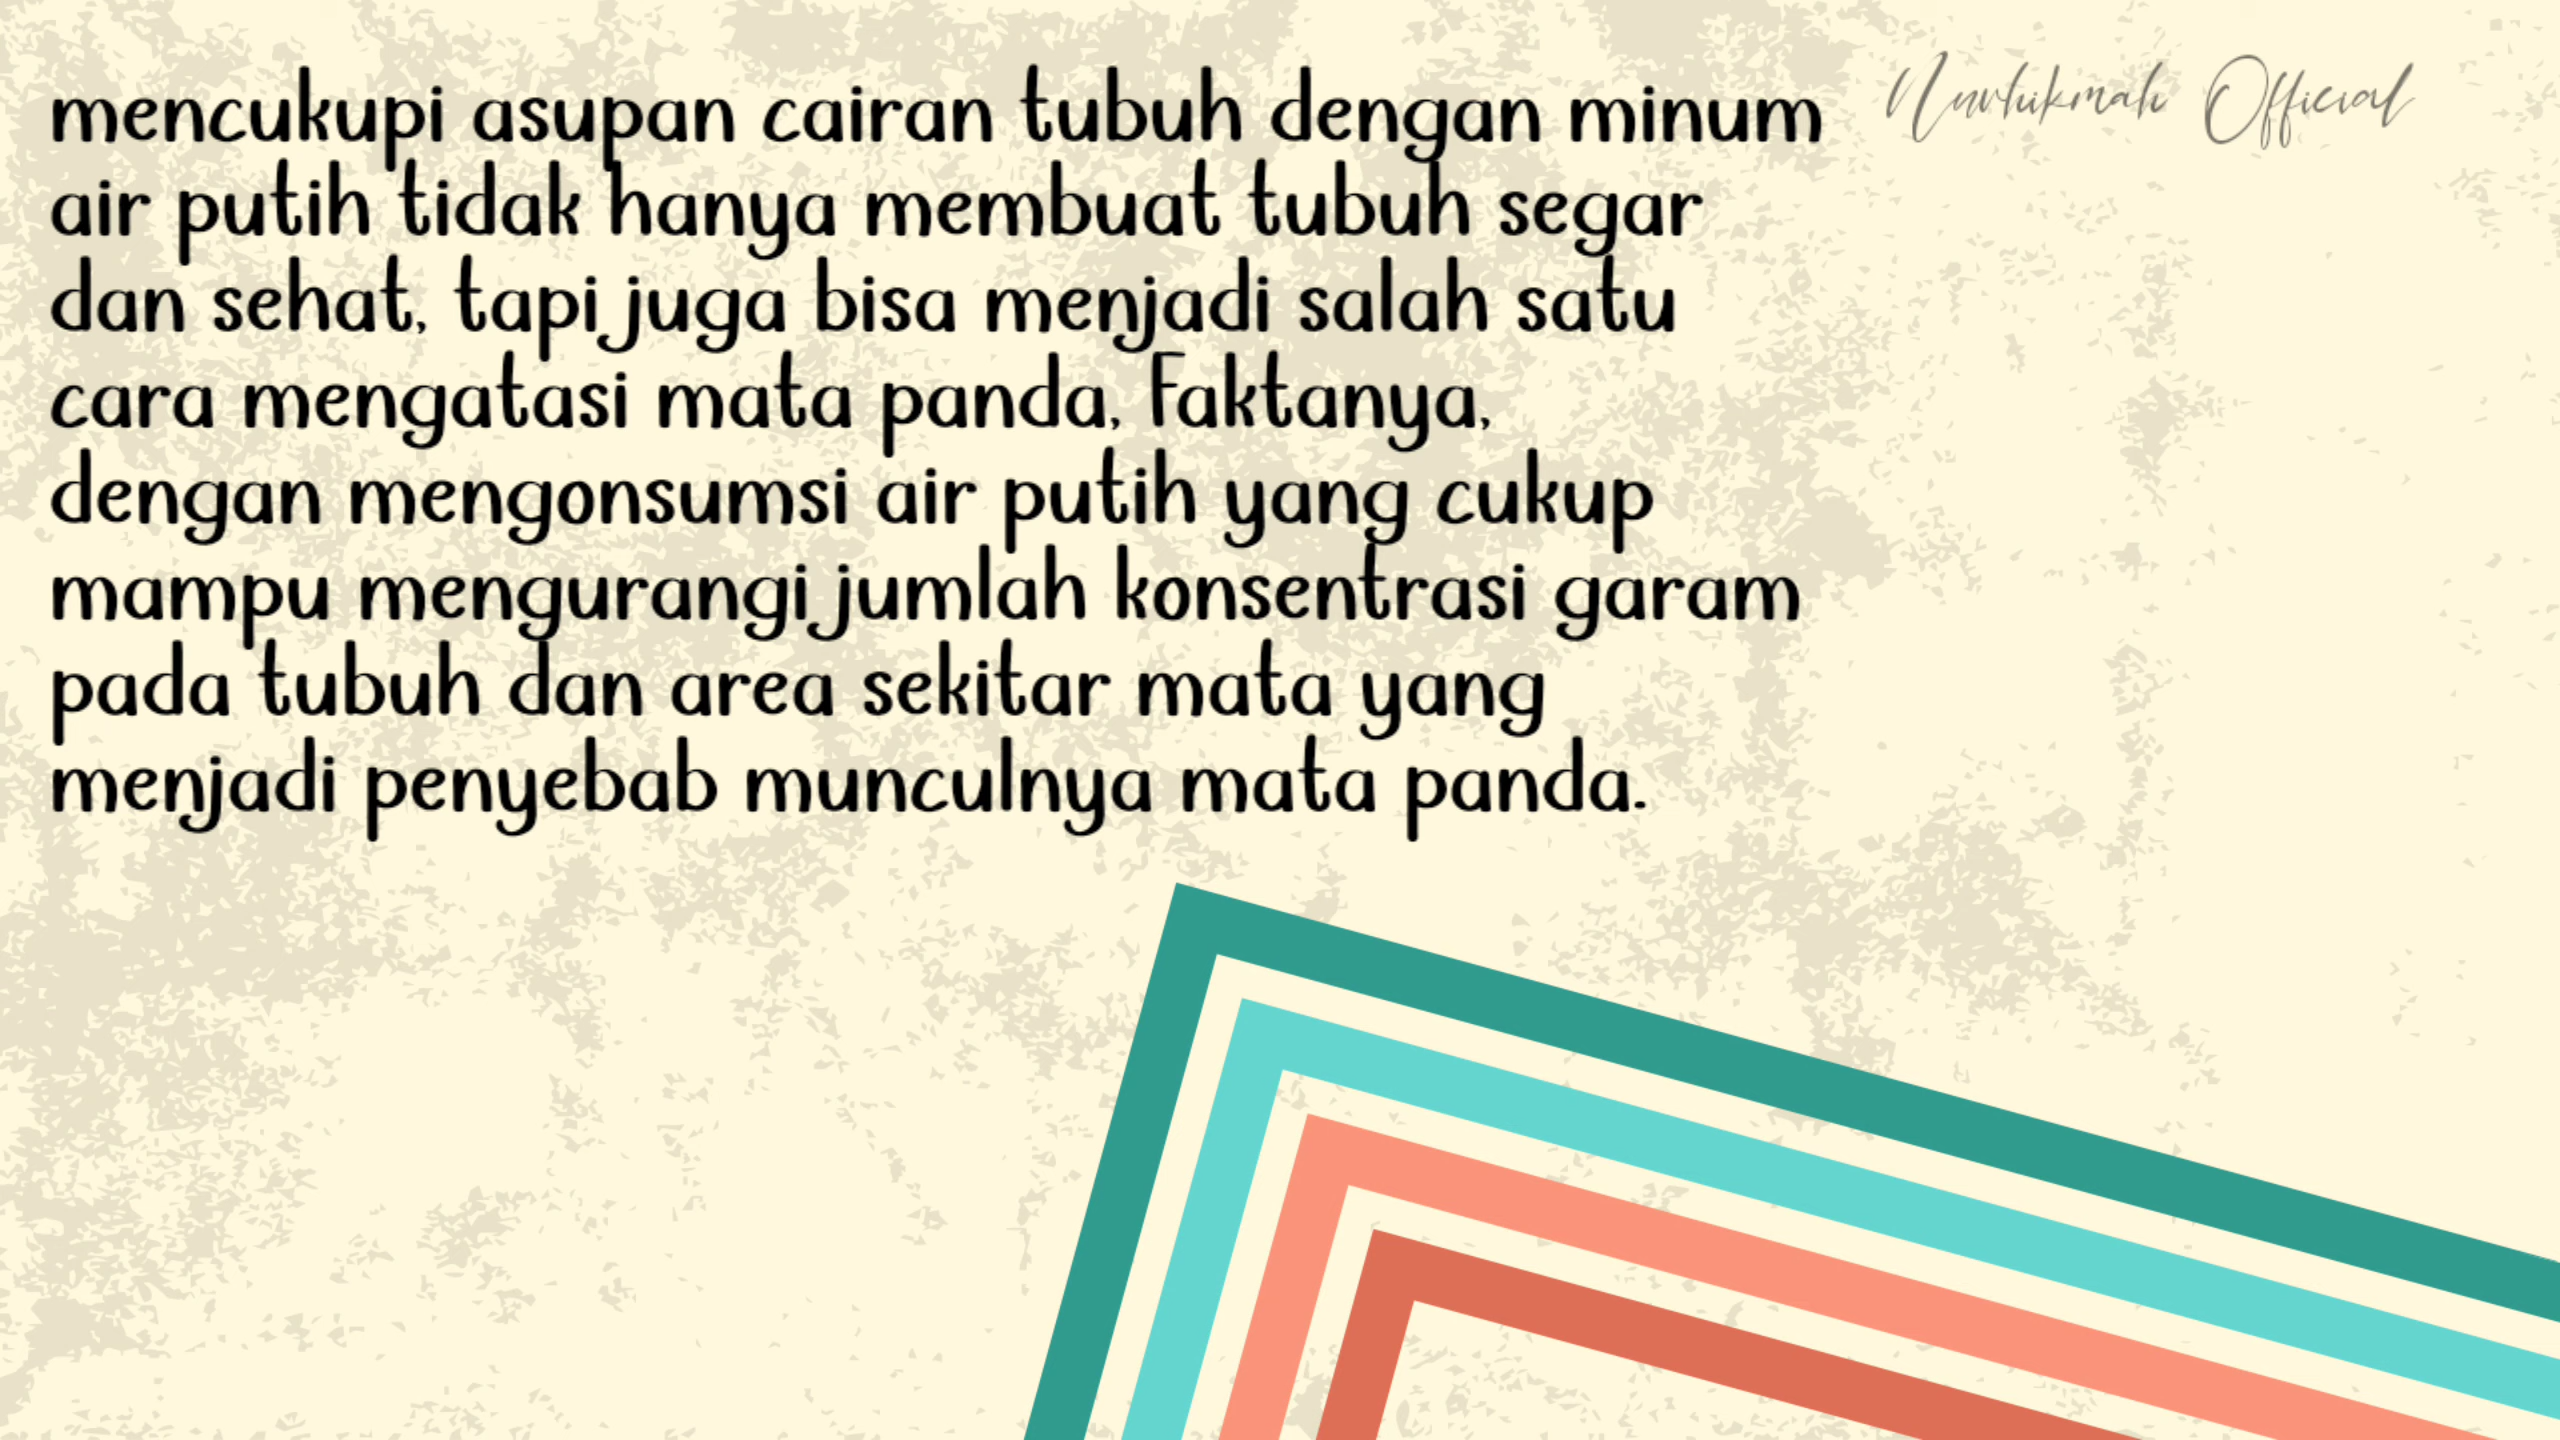 mencukupi asupan cairan tubuh dengan minum
air putih tidak hanya membuat tubuh segar
dan sehat, tapi juga bisa menjadi salah satu
cara mengatasi mata panda, Faktanya,
dengan mengonsumsi air putih yang cukup
mampu mengurangi jumlah konsentrasi garam
pada tubuh dan area sekitar mata yang
menjadi penyebab munculnya mata panda.
Nurhikmah Official